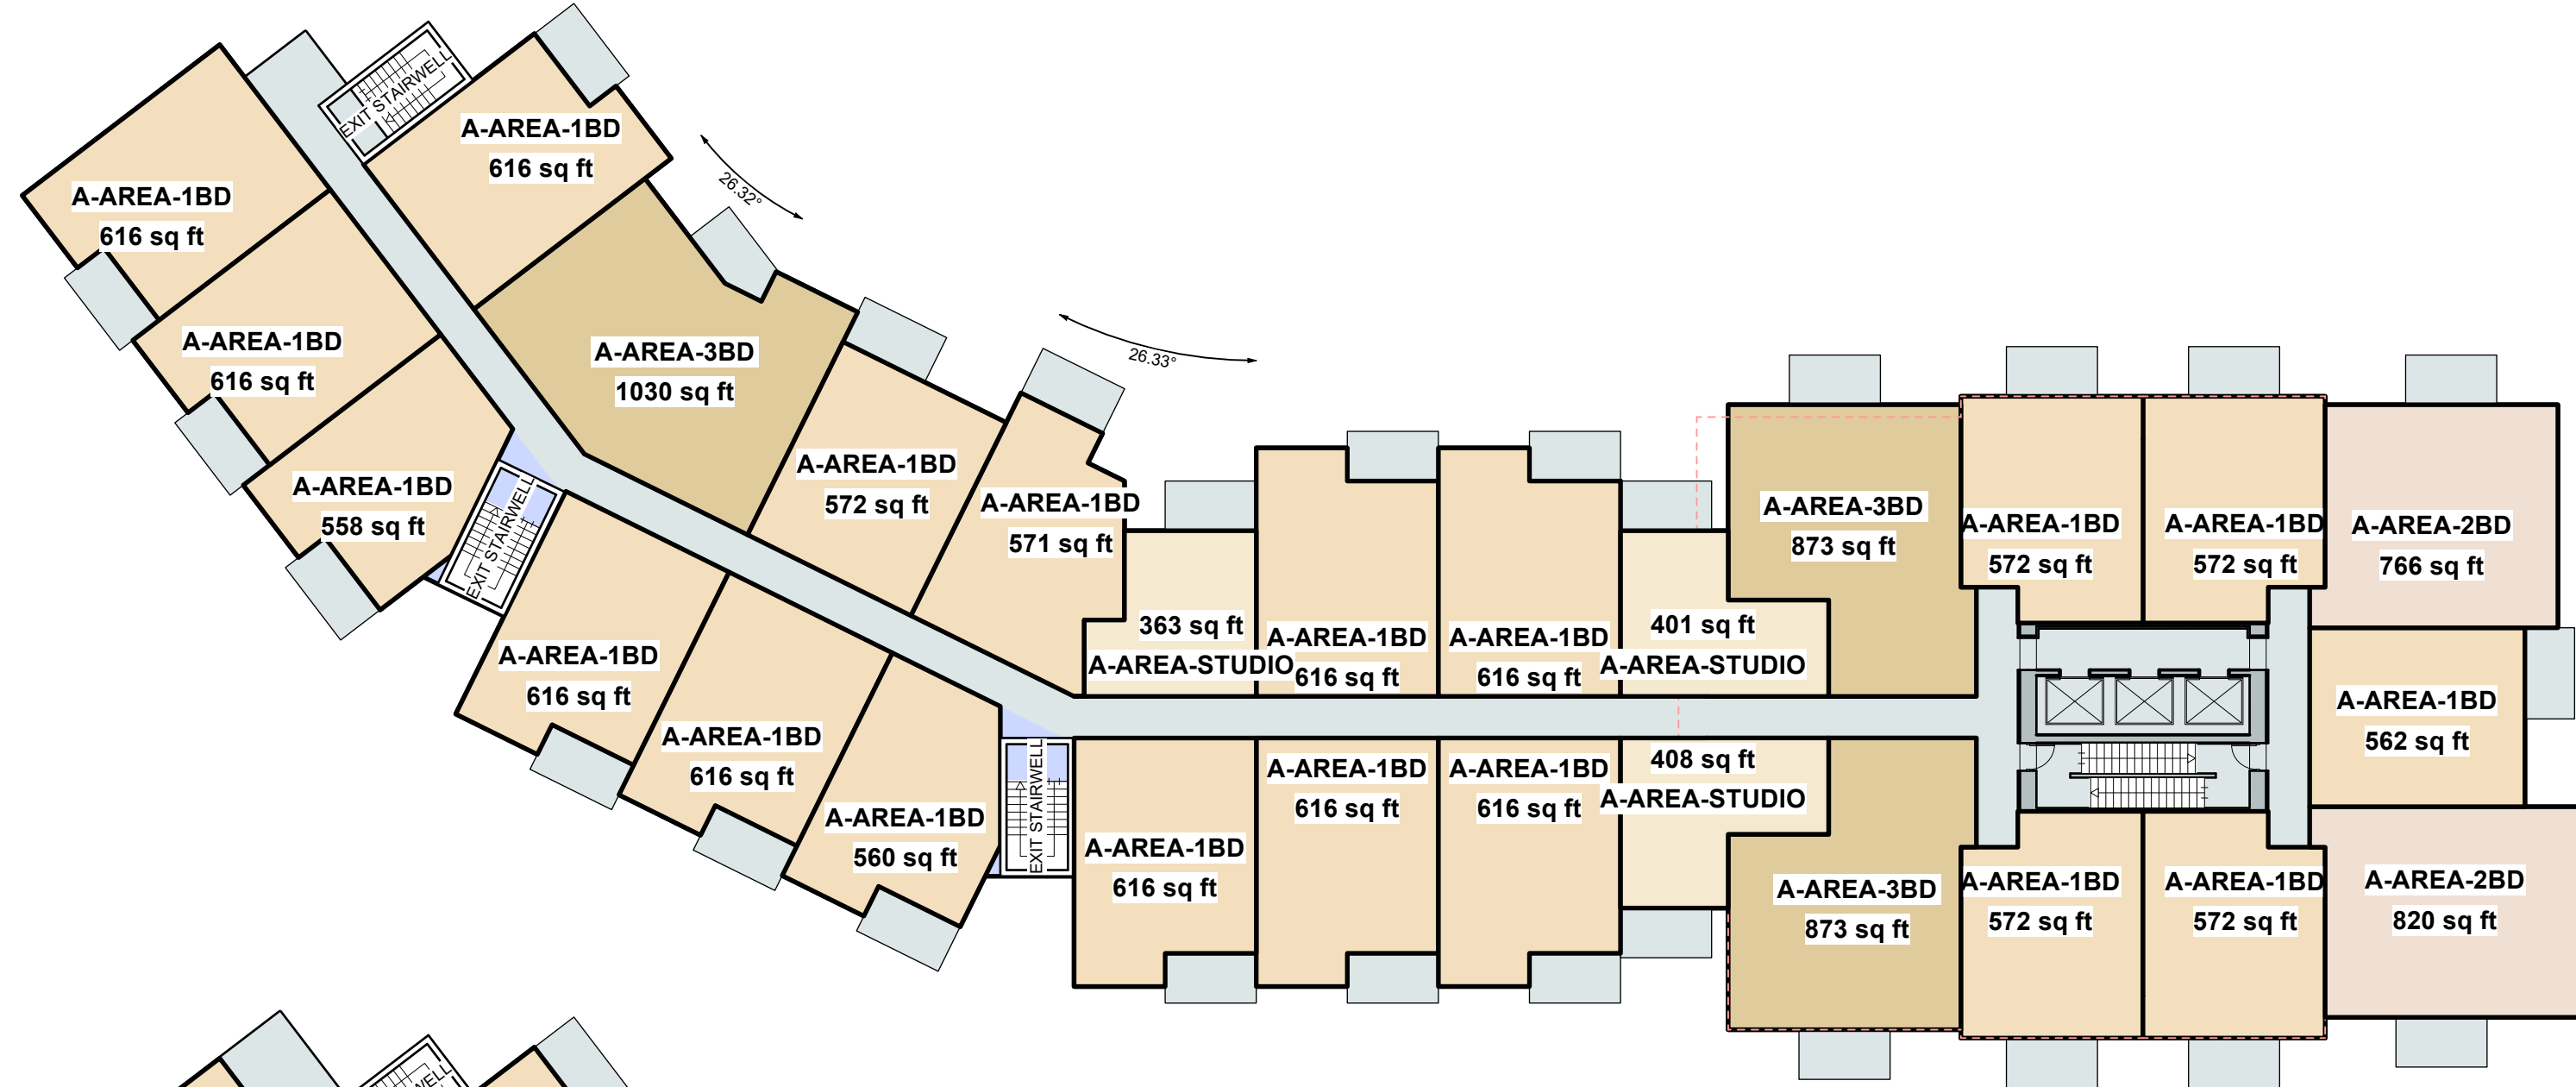 EXIT STAIRWELL
A-AREA-1BD
616 sq ft
A-AREA-1BD
616 sq ft
26.32°
A-AREA-1BD
616 sq ft
A-AREA-3BD
1030 sq ft
26.33°
A-AREA-1BD
558 sq ft
EXIT STAIRWELL
A-AREA-1BD
572 sq ft
A-AREA-1BD
571 sq ft
A-AREA-1BD
616 sq ft
A-AREA-1BD
616 sq ft
A-AREA-1BD
560 sq ft
EXIT STAIRWELL
363 sq ft
A-AREA-STUDIO
A-AREA-1BD
616 sq ft
A-AREA-1BD
616 sq ft
401 sq ft
A-AREA-STUDIO
A-AREA-3BD
873 sq ft
A-AREA-1BD
572 sq ft
A-AREA-1BD
572 sq ft
A-AREA-2BD
766 sq ft
A-AREA-1BD
562 sq ft
A-AREA-1BD
616 sq ft
A-AREA-1BD
616 sq ft
A-AREA-1BD
616 sq ft
408 sq ft
A-AREA-STUDIO
A-AREA-3BD
873 sq ft
A-AREA-1BD
572 sq ft
A-AREA-1BD
572 sq ft
A-AREA-2BD
820 sq ft